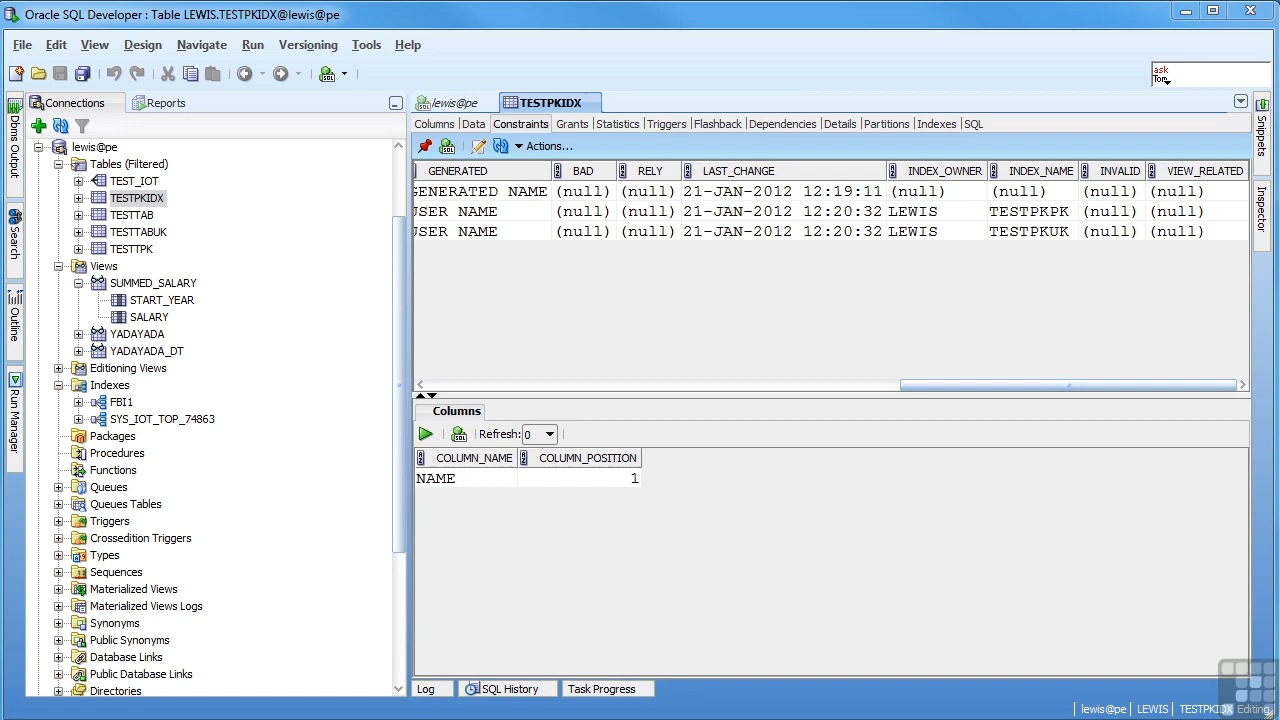 Oracle SQL Developer : Table LEWIS.TESTPKIDX@lewis@pe
File Edit View Design Navigate Run Versioning Tools Help
ask
Tom
Connections Reports
lewis@pe TESTPKIDX
Columns Data Constraints Grants Statistics Triggers Flashback Dependencies Details Partitions Indexes SQL
Actions...
Dbms Output
Search
Outline
Run Manager
Snippets
Inspector
lewis@pe
Tables (Filtered)
TEST_IOT
TESTPKIDX
TESTTAB
TESTTABUK
TESTTPK
Views
SUMMED_SALARY
START_YEAR
SALARY
YADAYADA
YADAYADA_DT
Editioning Views
Indexes
FBI1
SYS_IOT_TOP_74863
Packages
Procedures
Functions
Queues
Queues Tables
Triggers
Crossedition Triggers
Types
Sequences
Materialized Views
Materialized Views Logs
Synonyms
Public Synonyms
Database Links
Public Database Links
Directories
GENERATED BAD RELY LAST_CHANGE INDEX_OWNER INDEX_NAME INVALID VIEW_RELATED
GENERATED NAME (null) (null) 21-JAN-2012 12:19:11 (null) (null) (null) (null)
USER NAME (null) (null) 21-JAN-2012 12:20:32 LEWIS TESTPKPK (null) (null)
USER NAME (null) (null) 21-JAN-2012 12:20:32 LEWIS TESTPKUK (null) (null)
Columns
Refresh: 0
COLUMN_NAME COLUMN_POSITION
NAME 1
Log SQL History Task Progress
lewis@pe LEWIS TESTPKIDX Editing